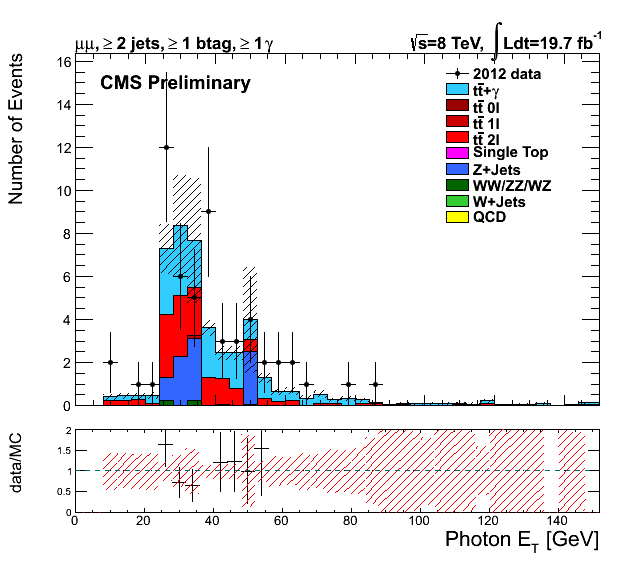 μμ, ≥ 2 jets, ≥ 1 btag, ≥ 1γ
√s=8 TeV, ∫Ldt=19.7 fb⁻¹
CMS Preliminary
2012 data
tt̄+γ
tt̄ 0l
tt̄ 1l
tt̄ 2l
Single Top
Z+Jets
WW/ZZ/WZ
W+Jets
QCD
Number of Events
16
14
12
10
8
6
4
2
0
data/MC
2
1.5
1
0.5
0
0 20 40 60 80 100 120 140
Photon E_T [GeV]